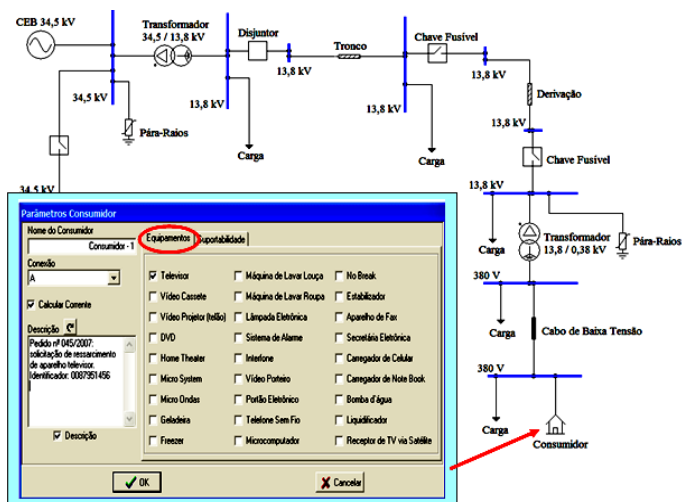 CEB 34,5 kV
Transformador
34,5 / 13,8 kV
Disjuntor
Tronco
Chave Fusível
13,8 kV
13,8 kV
34,5 kV
13,8 kV
13,8 kV
Derivação
13,8 kV
Pára-Raios
Carga
Carga
Chave Fusível
34,5 kV
13,8 kV
Carga
Transformador
13,8 / 0,38 kV
Pára-Raios
380 V
Carga
Cabo de Baixa Tensão
380 V
Carga
Consumidor
Parâmetros Consumidor
Nome do Consumidor
Consumidor - 1
Conexão
A
Calcular Corrente
Descrição
Pedido nº 045/2007:
solicitação de ressarcimento
de aparelho televisor.
Identificador: 0087951456
Descrição
Equipamentos
Suportabilidade
Televisor
Máquina de Lavar Louça
No Break
Vídeo Cassete
Máquina de Lavar Roupa
Estabilizador
Vídeo Projetor (telão)
Lâmpada Eletrônica
Aparelho de Fax
DVD
Sistema de Alarme
Secretária Eletrônica
Home Theater
Interfone
Carregador de Celular
Micro System
Vídeo Porteiro
Carregador de Note Book
Micro Ondas
Portão Eletrônico
Bomba d'água
Geladeira
Telefone Sem Fio
Liquidificador
Freezer
Microcomputador
Receptor de TV via Satélite
OK
Cancelar